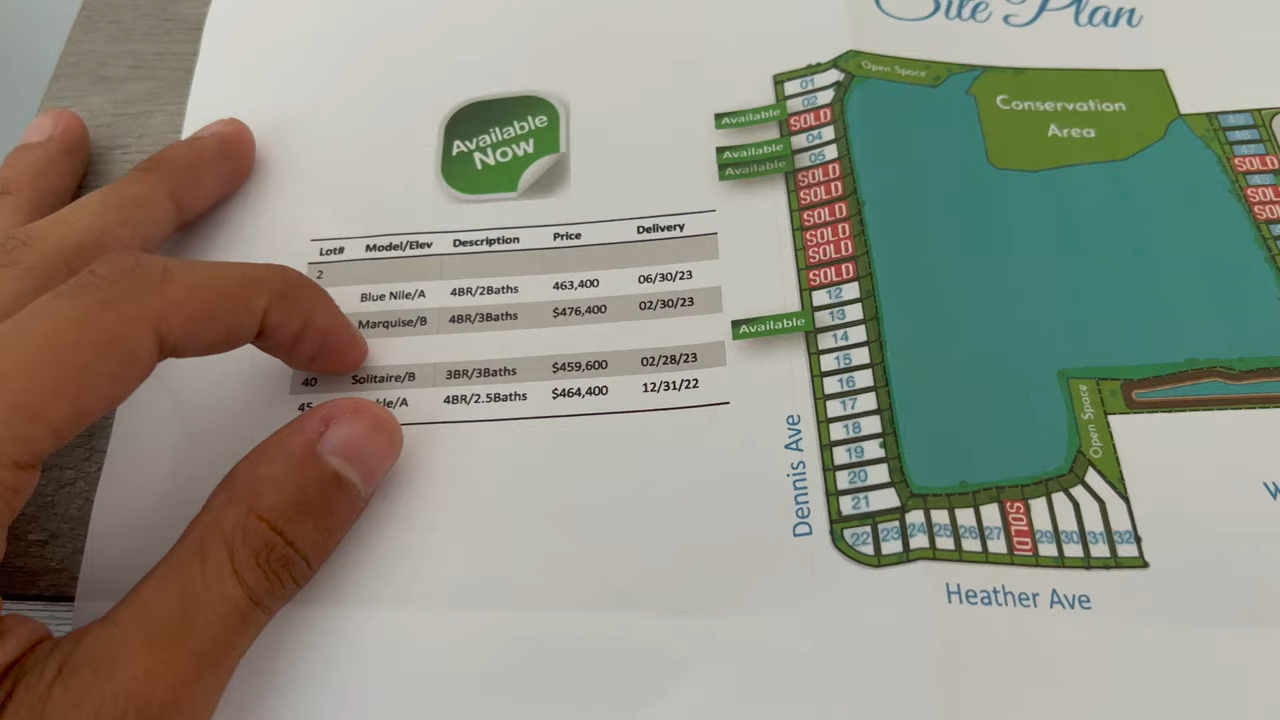 Site Plan
Available
Now
Lot# Model/Elev Description Price Delivery
2
Blue Nile/A 4BR/2Baths 463,400 06/30/23
Marquise/B 4BR/3Baths $476,400 02/30/23
40 Solitaire/B 3BR/3Baths $459,600 02/28/23
45 kle/A 4BR/2.5Baths $464,400 12/31/22
Open Space
Conservation
Area
01
02
Available
SOLD
04
Available
05
Available
SOLD
SOLD
SOLD
SOLD
SOLD
SOLD
12
13
Available
14
15
16
17
18
19
20
21
22 23 24 25 26 27 SOLD 29 30 31 32
47
SOLD
45
Open Space
Dennis Ave
Heather Ave